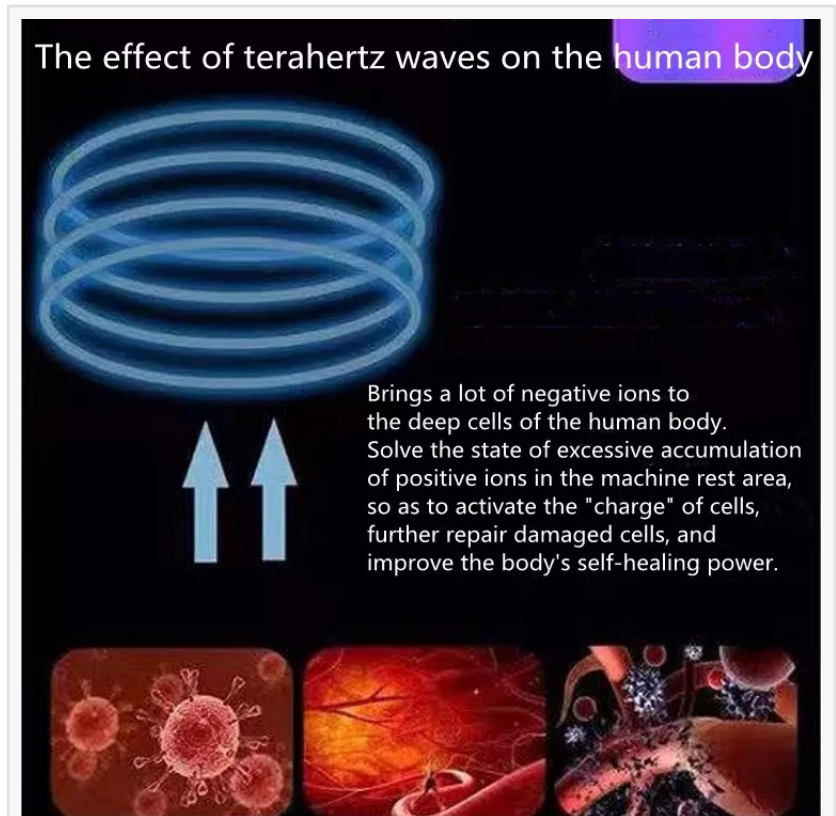 The effect of terahertz waves on the human body
Brings a lot of negative ions to
the deep cells of the human body.
Solve the state of excessive accumulation
of positive ions in the machine rest area,
so as to activate the "charge" of cells,
further repair damaged cells, and
improve the body's self-healing power.